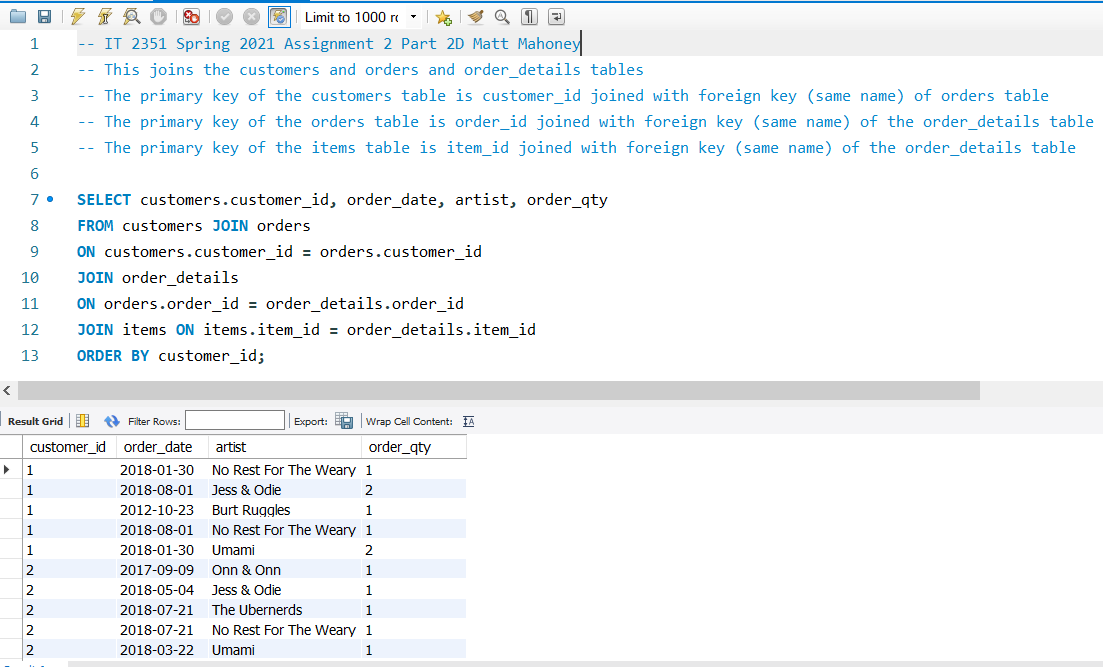 Limit to 1000 rc
1 -- IT 2351 Spring 2021 Assignment 2 Part 2D Matt Mahoney
2 -- This joins the customers and orders and order_details tables
3 -- The primary key of the customers table is customer_id joined with foreign key (same name) of orders table
4 -- The primary key of the orders table is order_id joined with foreign key (same name) of the order_details table
5 -- The primary key of the items table is item_id joined with foreign key (same name) of the order_details table
6
7 SELECT customers.customer_id, order_date, artist, order_qty
8 FROM customers JOIN orders
9 ON customers.customer_id = orders.customer_id
10 JOIN order_details
11 ON orders.order_id = order_details.order_id
12 JOIN items ON items.item_id = order_details.item_id
13 ORDER BY customer_id;
Result Grid Filter Rows: Export: Wrap Cell Content:
customer_id order_date artist order_qty
1 2018-01-30 No Rest For The Weary 1
1 2018-08-01 Jess & Odie 2
1 2012-10-23 Burt Ruggles 1
1 2018-08-01 No Rest For The Weary 1
1 2018-01-30 Umami 2
2 2017-09-09 Onn & Onn 1
2 2018-05-04 Jess & Odie 1
2 2018-07-21 The Ubernerds 1
2 2018-07-21 No Rest For The Weary 1
2 2018-03-22 Umami 1